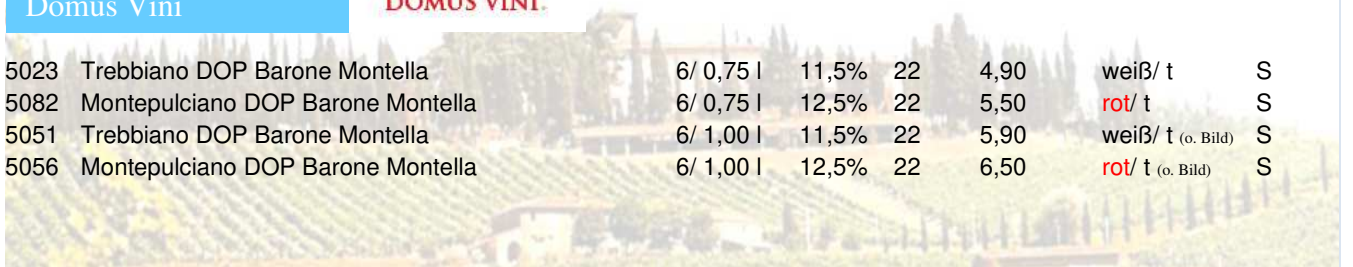 Domus Vini
DOMUS VINI
5023 Trebbiano DOP Barone Montella 6/ 0,75 l 11,5% 22 4,90 weiß/ t S
5082 Montepulciano DOP Barone Montella 6/ 0,75 l 12,5% 22 5,50 rot/ t S
5051 Trebbiano DOP Barone Montella 6/ 1,00 l 11,5% 22 5,90 weiß/ t (o. Bild) S
5056 Montepulciano DOP Barone Montella 6/ 1,00 l 12,5% 22 6,50 rot/ t (o. Bild) S